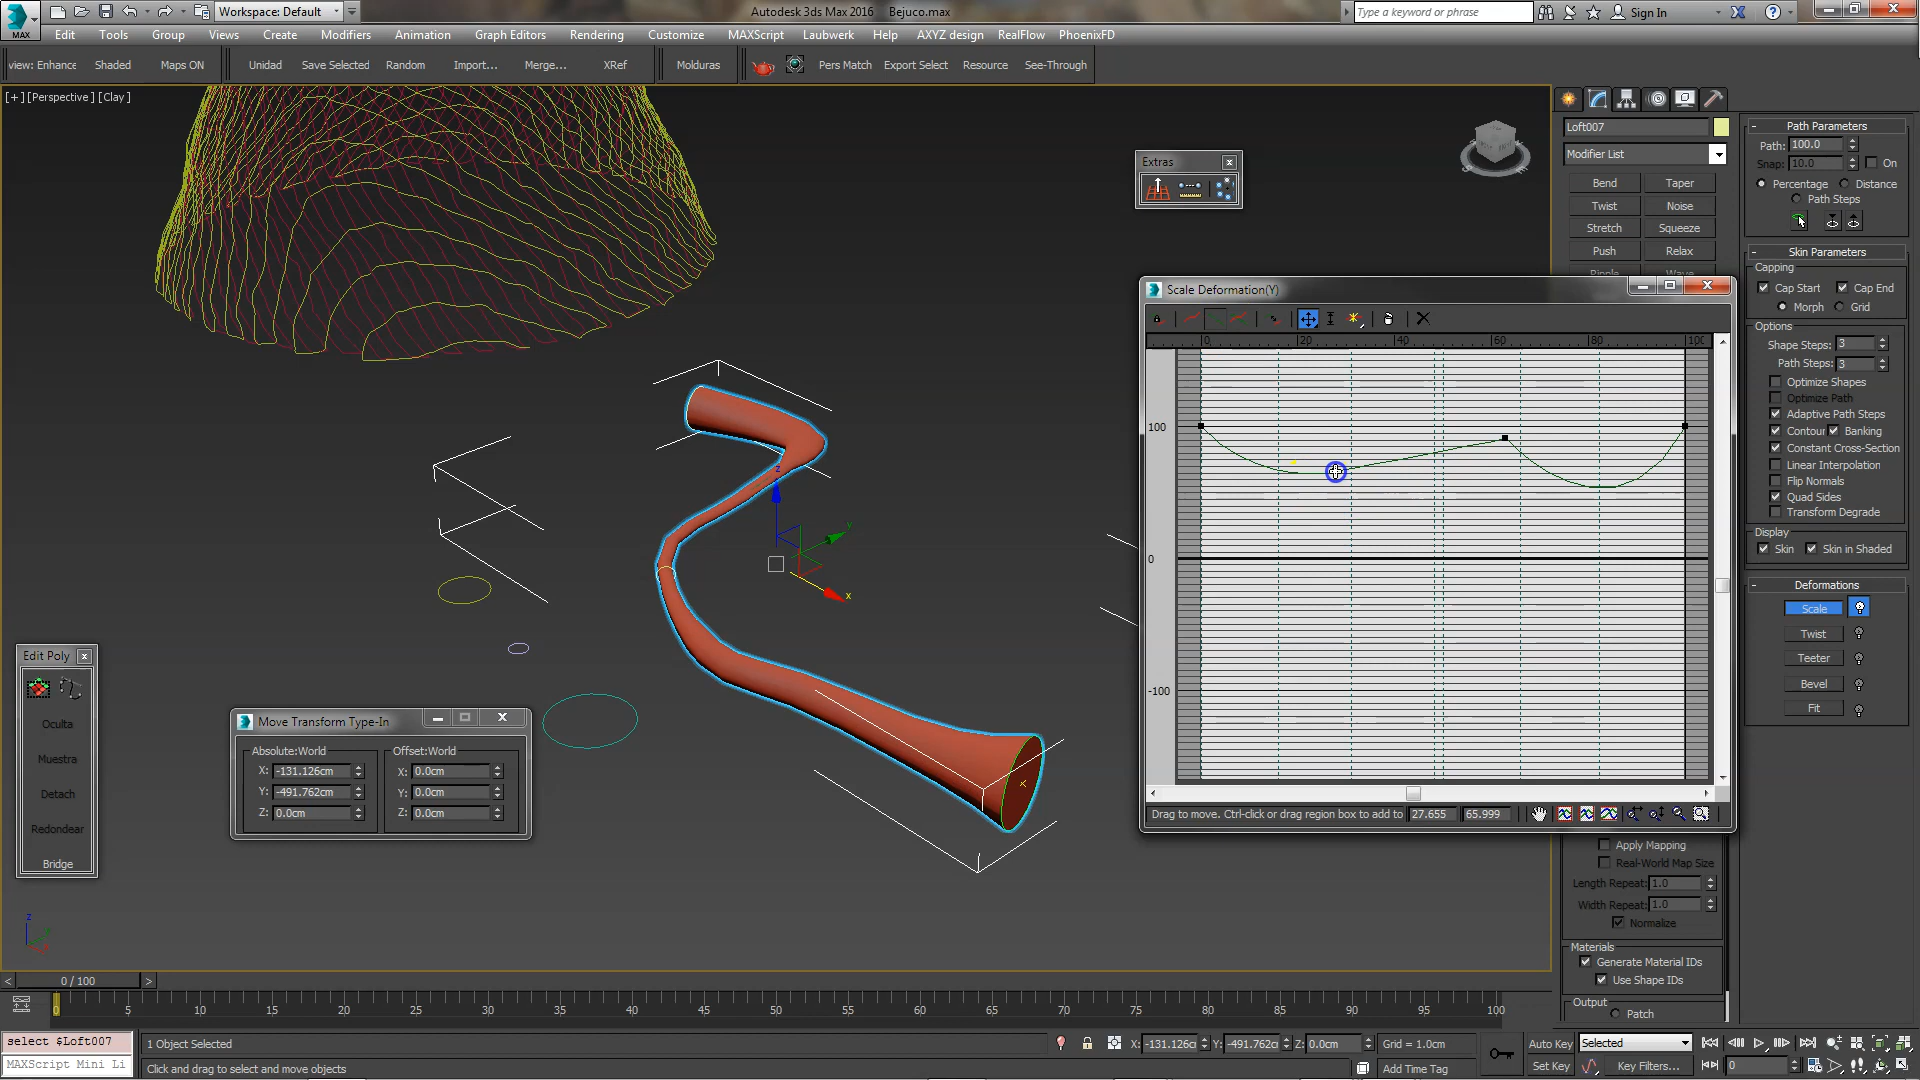 Workspace: Default
Autodesk 3ds Max 2016 Bejuco.max
Type a keyword or phrase
Sign In
MAX
Edit Tools Group Views Create Modifiers Animation Graph Editors Rendering Customize MAXScript Laubwerk Help AXYZ design RealFlow PhoenixFD
view: Enhance Shaded Maps ON Unidad Save Selected Random Import... Merge... XRef Molduras Pers Match Export Select Resource See-Through
[+] [Perspective] [Clay]
Extras
Loft007
Modifier List
Bend Taper
Twist Noise
Stretch Squeeze
Push Relax
Ripple Wave
Path Parameters
Path: 100.0
Snap: 10.0 On
Percentage Distance
Path Steps
Skin Parameters
Capping
Cap Start Cap End
Morph Grid
Options
Shape Steps: 3
Path Steps: 3
Optimize Shapes
Optimize Path
Adaptive Path Steps
Contour Banking
Constant Cross-Section
Linear Interpolation
Flip Normals
Quad Sides
Transform Degrade
Display
Skin Skin in Shaded
Deformations
Scale
Twist
Teeter
Bevel
Fit
Scale Deformation(Y)
0 20 40 60 80 100
100
0
-100
Drag to move. Ctrl-click or drag region box to add to 27.655 65.999
z
y
x
Edit Poly
Oculta
Muestra
Detach
Redondear
Bridge
Move Transform Type-In
Absolute:World Offset:World
X: -131.126cm X: 0.0cm
Y: -491.762cm Y: 0.0cm
Z: 0.0cm Z: 0.0cm
Apply Mapping
Real-World Map Size
Length Repeat: 1.0
Width Repeat: 1.0
Normalize
Materials
Generate Material IDs
Use Shape IDs
Output
Patch
z
0 / 100
0 5 10 15 20 25 30 35 40 45 50 55 60 65 70 75 80 85 90 95 100
select $Loft007
MAXScript Mini Li
1 Object Selected
Click and drag to select and move objects
X: -131.126c Y: -491.762c Z: 0.0cm Grid = 1.0cm
Add Time Tag
Auto Key Selected
Set Key Key Filters... 0